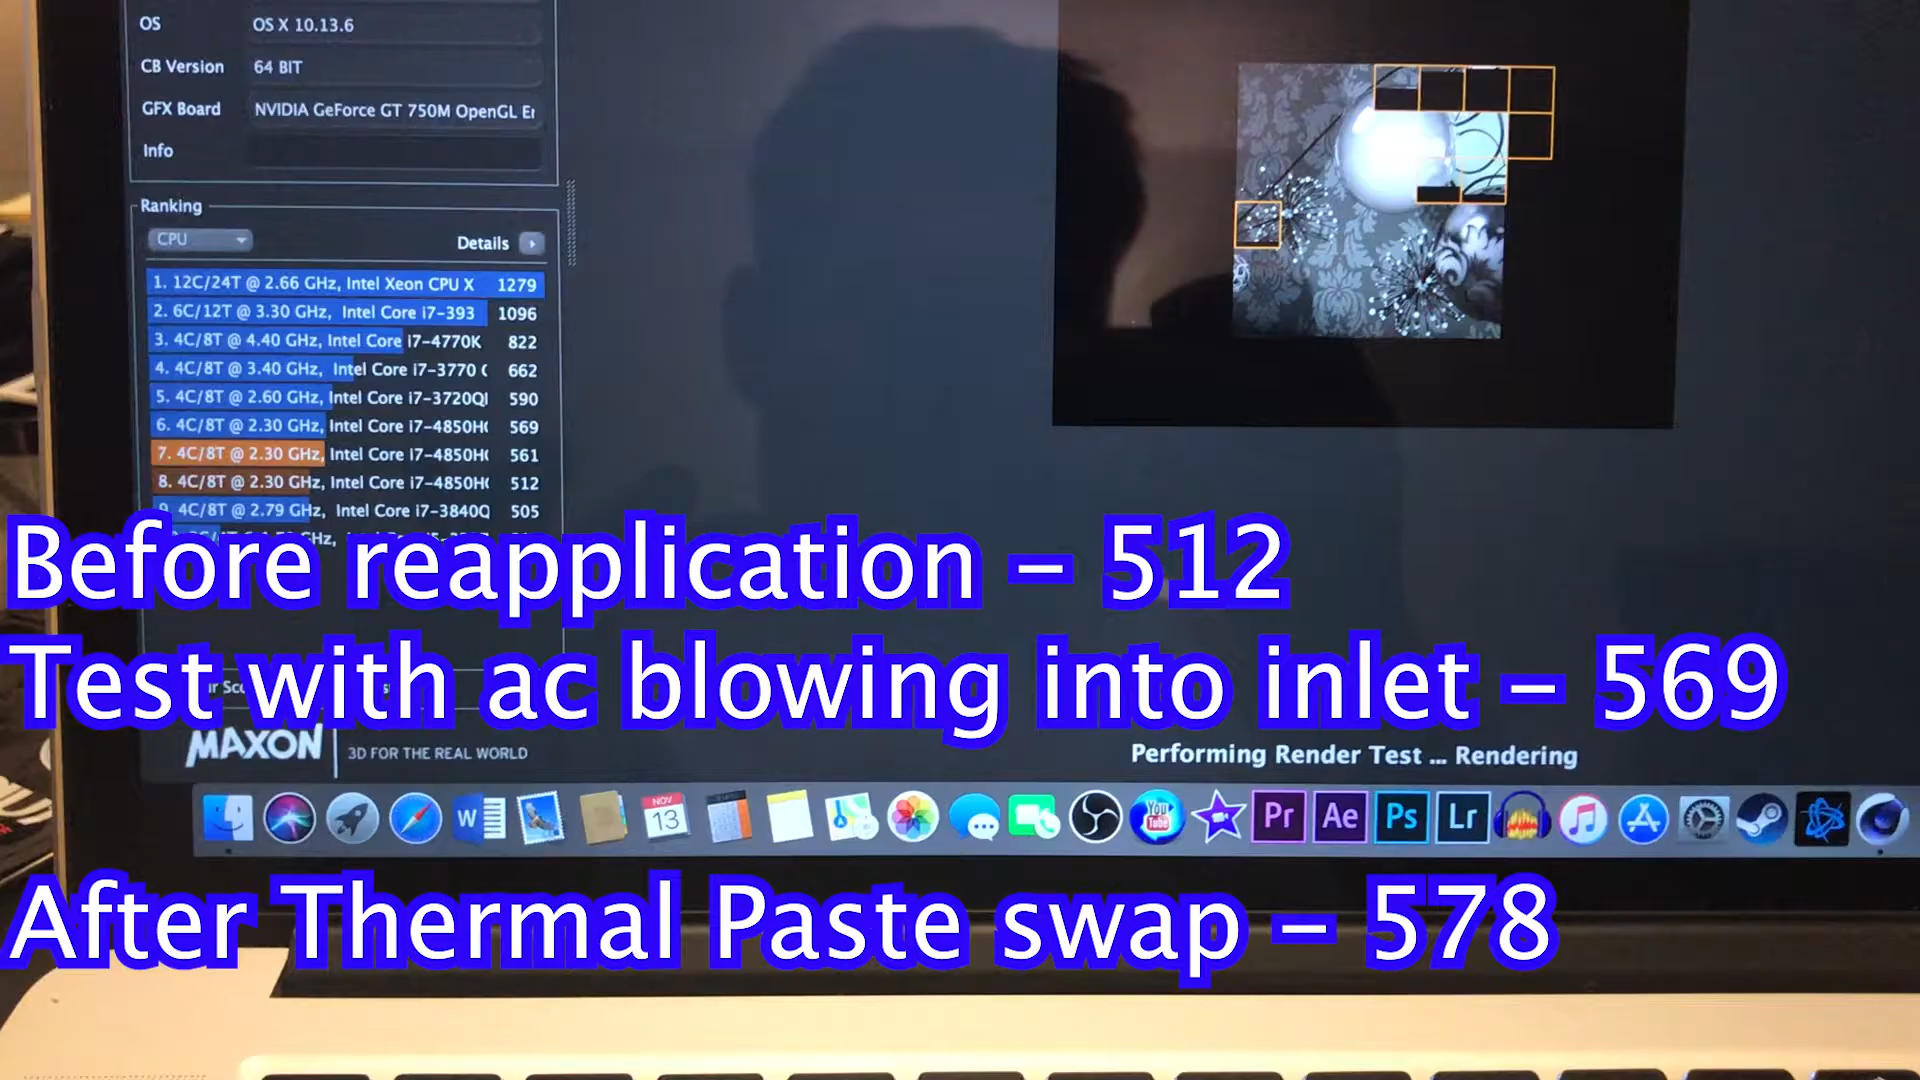 OS OS X 10.13.6
CB Version 64 BIT
GFX Board NVIDIA GeForce GT 750M OpenGL Er
Info
Ranking
CPU Details
1. 12C/24T @ 2.66 GHz, Intel Xeon CPU X 1279
2. 6C/12T @ 3.30 GHz, Intel Core i7-393 1096
3. 4C/8T @ 4.40 GHz, Intel Core i7-4770K 822
4. 4C/8T @ 3.40 GHz, Intel Core i7-3770 ( 662
5. 4C/8T @ 2.60 GHz, Intel Core i7-3720QI 590
6. 4C/8T @ 2.30 GHz, Intel Core i7-4850H( 569
7. 4C/8T @ 2.30 GHz, Intel Core i7-4850H( 561
8. 4C/8T @ 2.30 GHz, Intel Core i7-4850H( 512
9. 4C/8T @ 2.79 GHz, Intel Core i7-3840Q 505
Before reapplication – 512
Test with ac blowing into inlet – 569
MAXON 3D FOR THE REAL WORLD
Performing Render Test ... Rendering
W NOV 13 You Tube Pr Ae Ps Lr
After Thermal Paste swap – 578